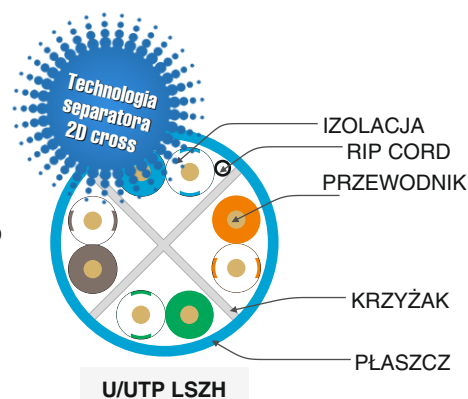 Technologia
separatora
2D cross
IZOLACJA
RIP CORD
PRZEWODNIK
KRZYŻAK
PŁASZCZ
U/UTP LSZH